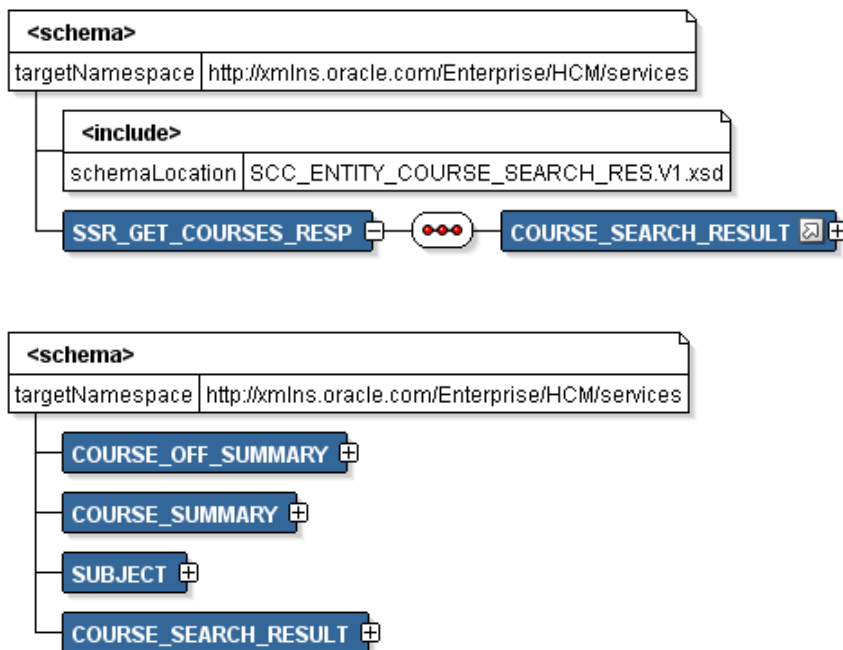 <schema>
targetNamespace http://xmlns.oracle.com/Enterprise/HCM/services
<include>
schemaLocation SCC_ENTITY_COURSE_SEARCH_RES.V1.xsd
SSR_GET_COURSES_RESP COURSE_SEARCH_RESULT
<schema>
targetNamespace http://xmlns.oracle.com/Enterprise/HCM/services
COURSE_OFF_SUMMARY
COURSE_SUMMARY
SUBJECT
COURSE_SEARCH_RESULT